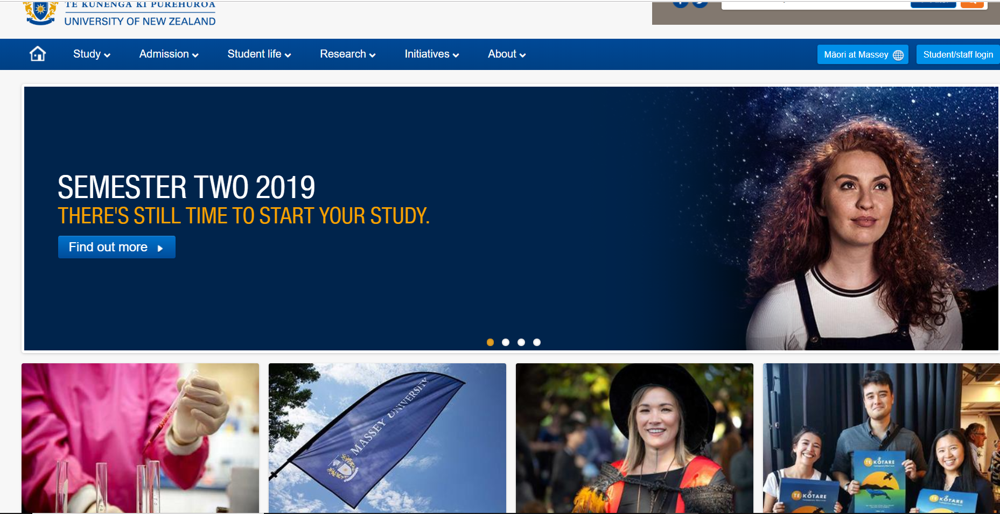 TE KUNENGA KI PUREHUROA
UNIVERSITY OF NEW ZEALAND
Study
Admission
Student life
Research
Initiatives
About
Māori at Massey
Student/staff login
SEMESTER TWO 2019
THERE'S STILL TIME TO START YOUR STUDY.
Find out more
MASSEY UNIVERSITY
TE KŌTARE
TE KŌTARE
TE KŌTARE